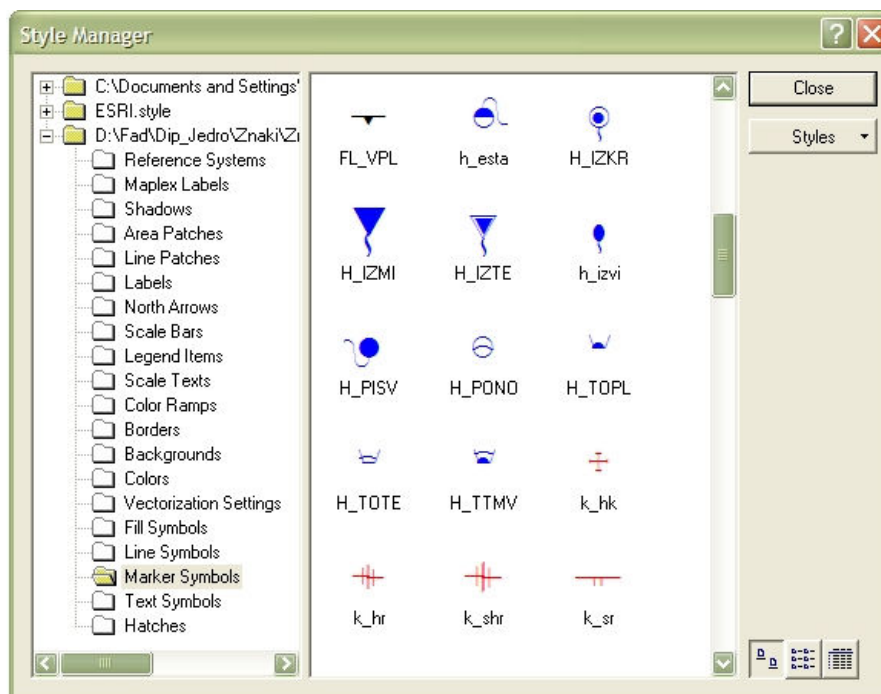 Style Manager
C:\Documents and Settings'
ESRI.style
D:\Fad\Dip_Jedro\Znaki\Zn
Reference Systems
Maplex Labels
Shadows
Area Patches
Line Patches
Labels
North Arrows
Scale Bars
Legend Items
Scale Texts
Color Ramps
Borders
Backgrounds
Colors
Vectorization Settings
Fill Symbols
Line Symbols
Marker Symbols
Text Symbols
Hatches
FL_VPL h_esta H_IZKR
H_IZMI H_IZTE h_izvi
H_PISV H_PONO H_TOPL
H_TOTE H_TTMV k_hk
k_hr k_shr k_sr
Close
Styles